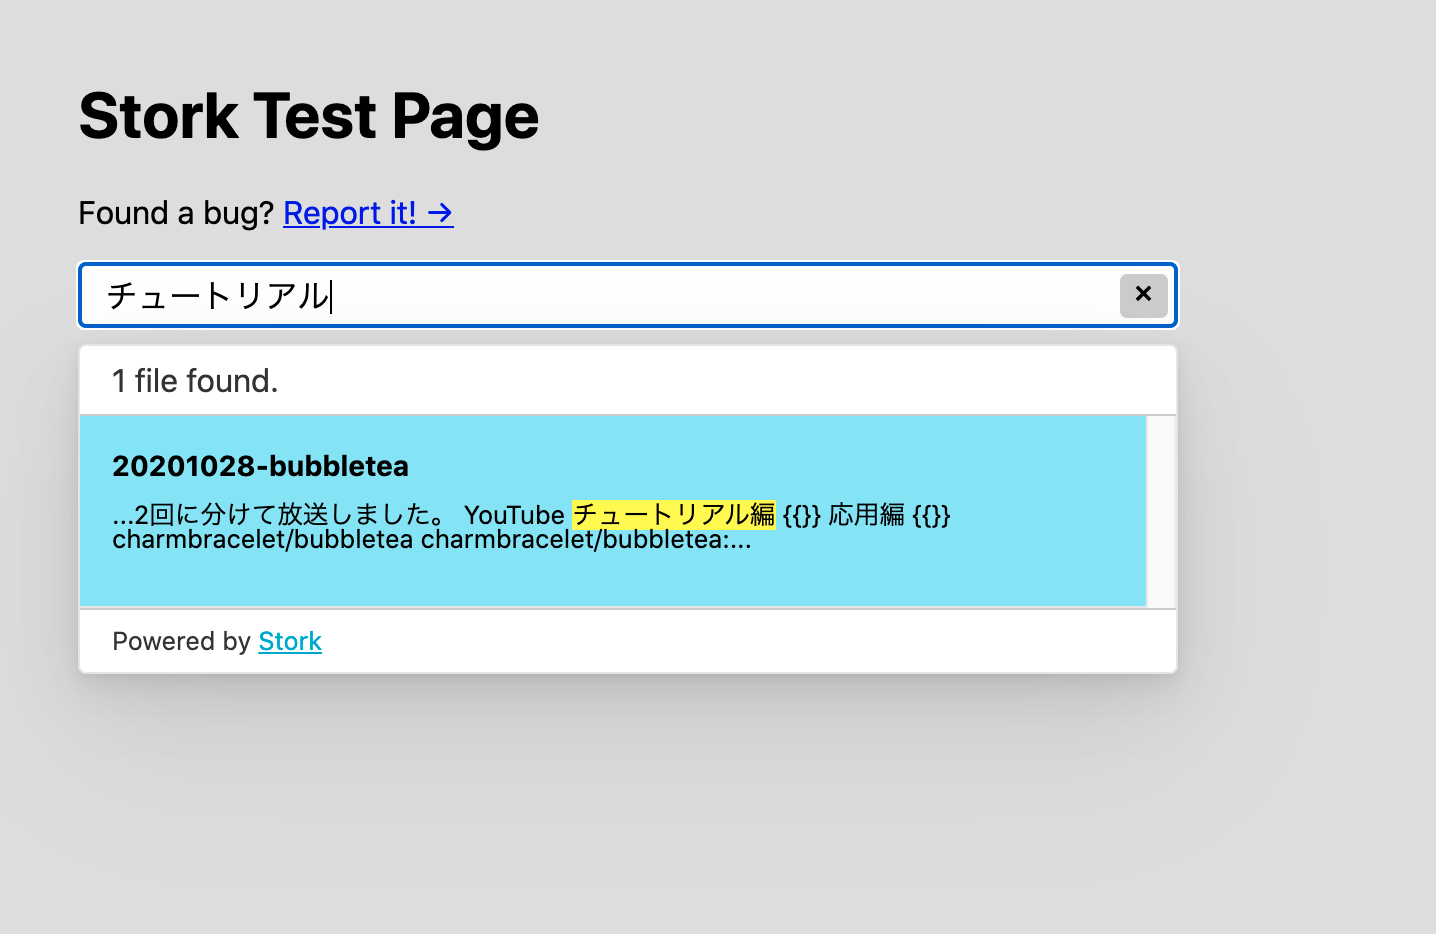 Stork Test Page
Found a bug? Report it! →
チュートリアル
×
1 file found.
20201028-bubbletea
...2回に分けて放送しました。 YouTube チュートリアル編 {{}} 応用編 {{}}
charmbracelet/bubbletea charmbracelet/bubbletea:...
Powered by Stork